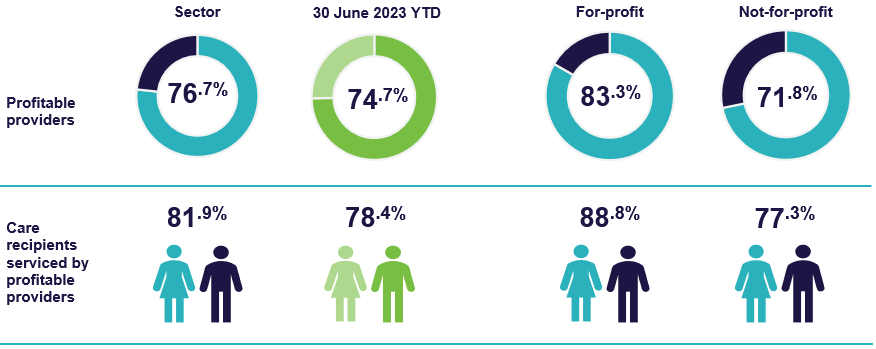 Sector
30 June 2023 YTD
For-profit
Not-for-profit
Profitable
providers
76.7%
74.7%
83.3%
71.8%
Care
recipients
serviced by
profitable
providers
81.9%
78.4%
88.8%
77.3%